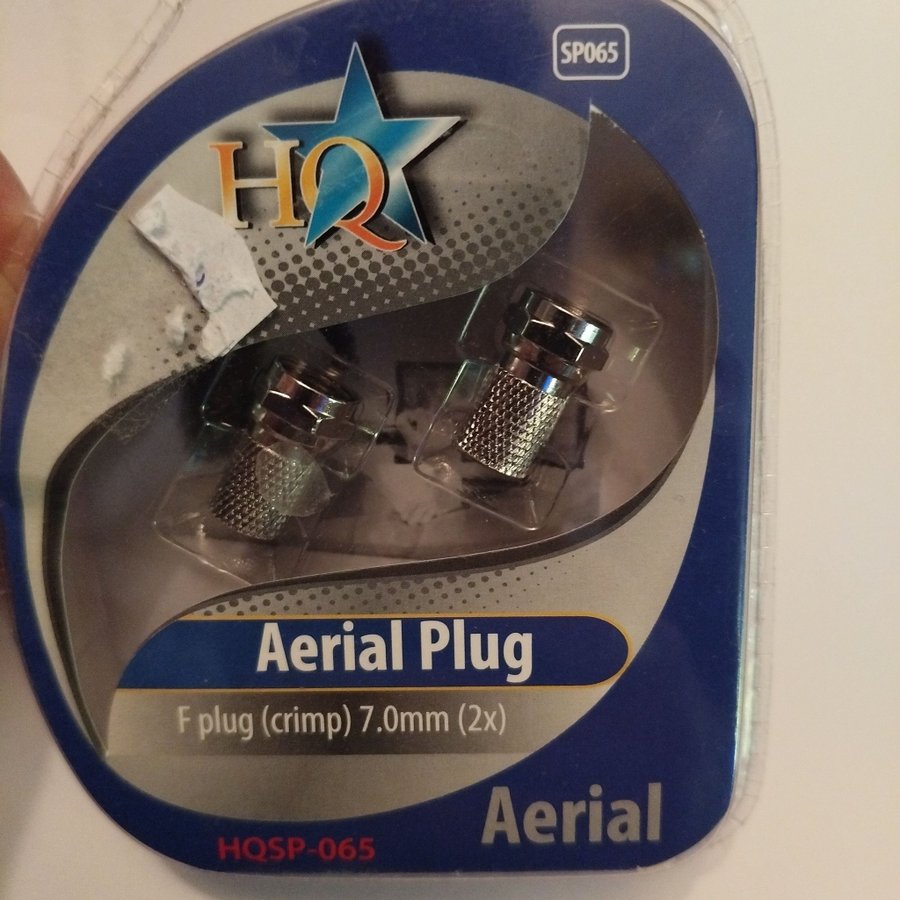 SP065
HQ
Aerial Plug
F plug (crimp) 7.0mm (2x)
Aerial
HQSP-065